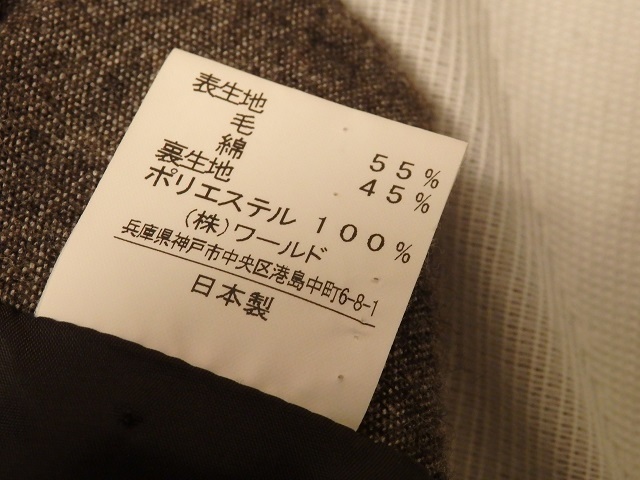 表生地
毛 55%
綿 45%
裏生地
ポリエステル 100%
(株)ワールド
兵庫県神戸市中央区港島中町6-8-1
日本製